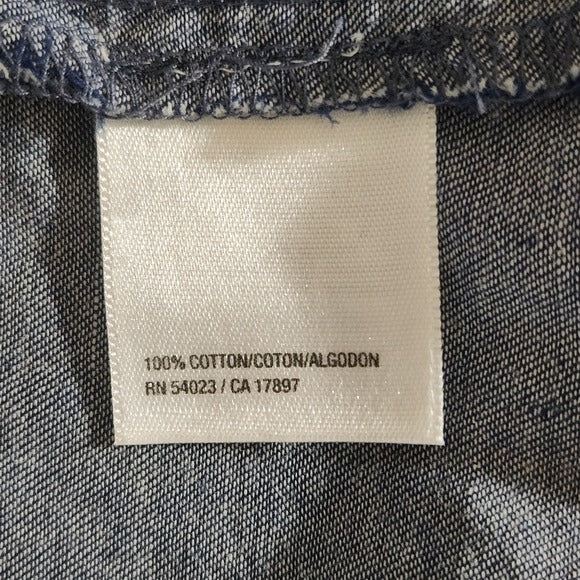 100% COTTON/COTON/ALGODON
RN 54023 / CA 17897